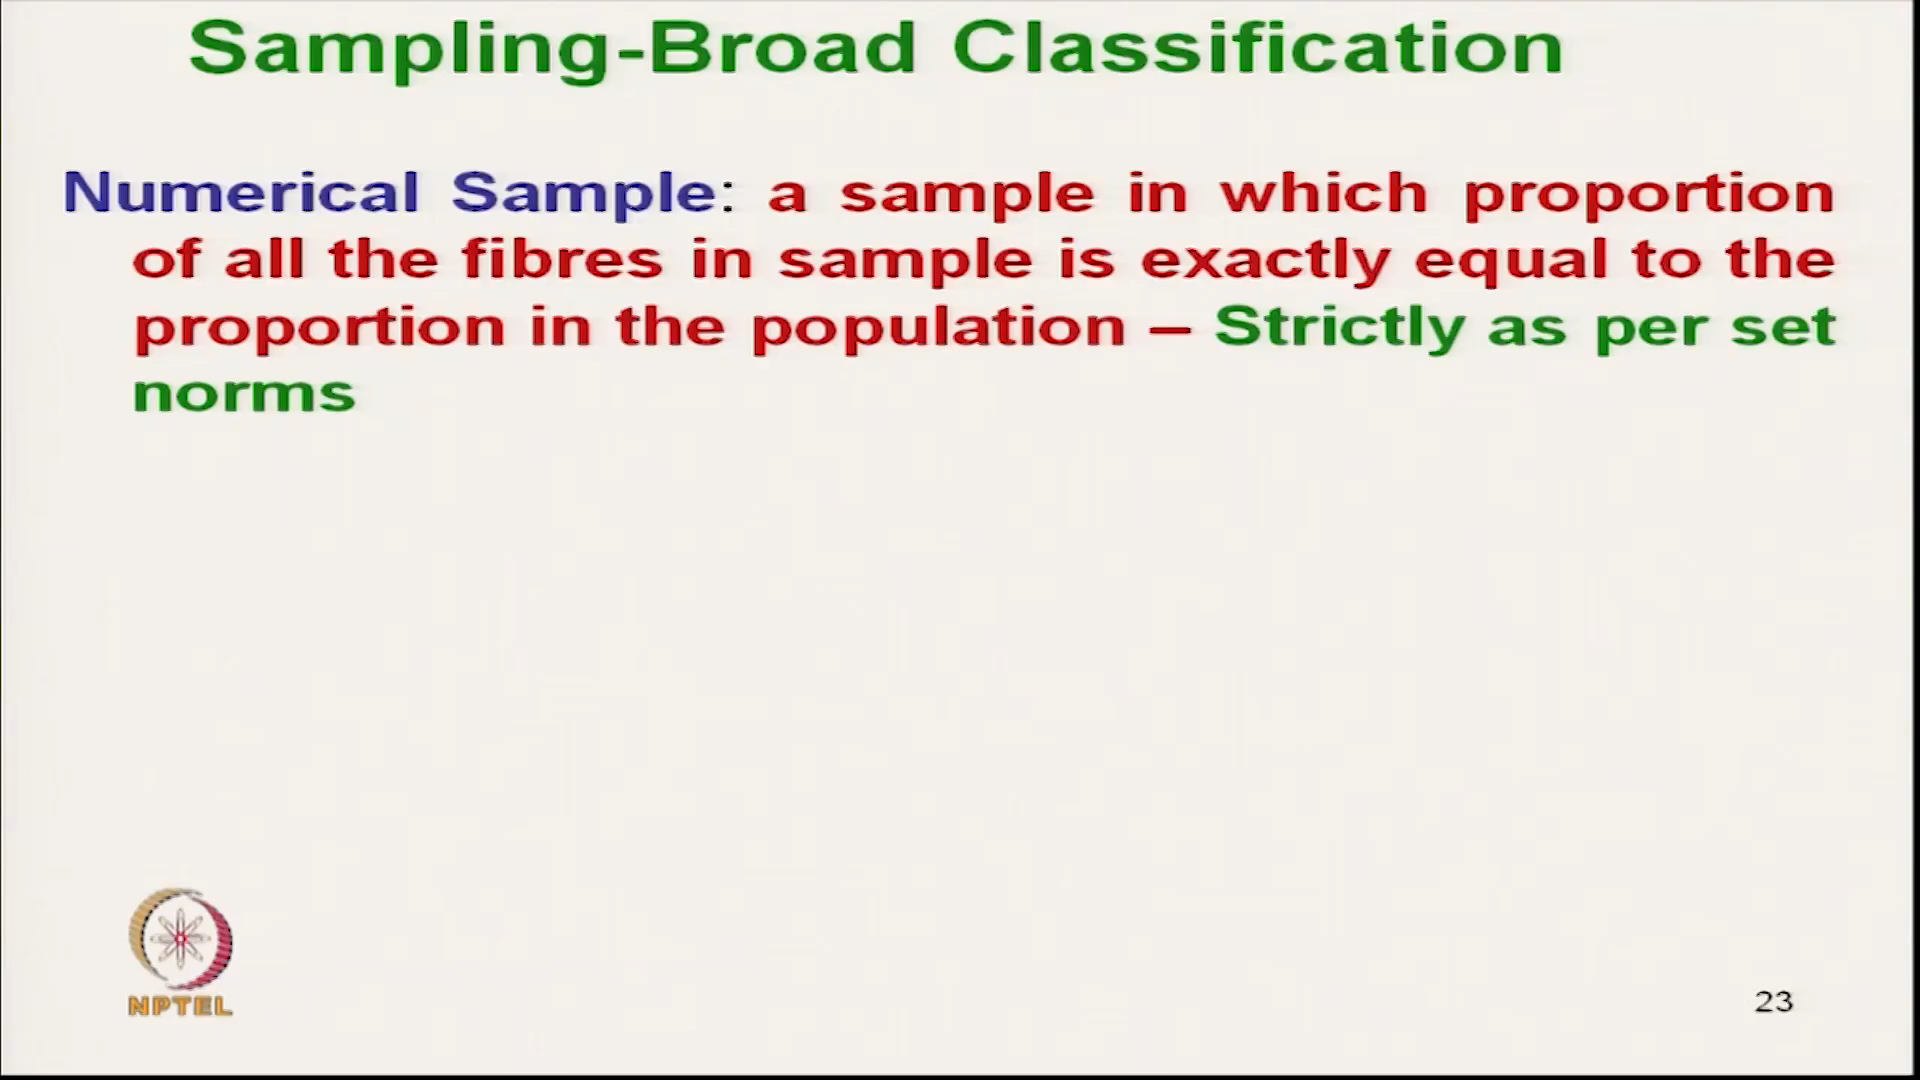 Sampling-Broad Classification
Numerical Sample: a sample in which proportion
of all the fibres in sample is exactly equal to the
proportion in the population – Strictly as per set
norms
NPTEL
23